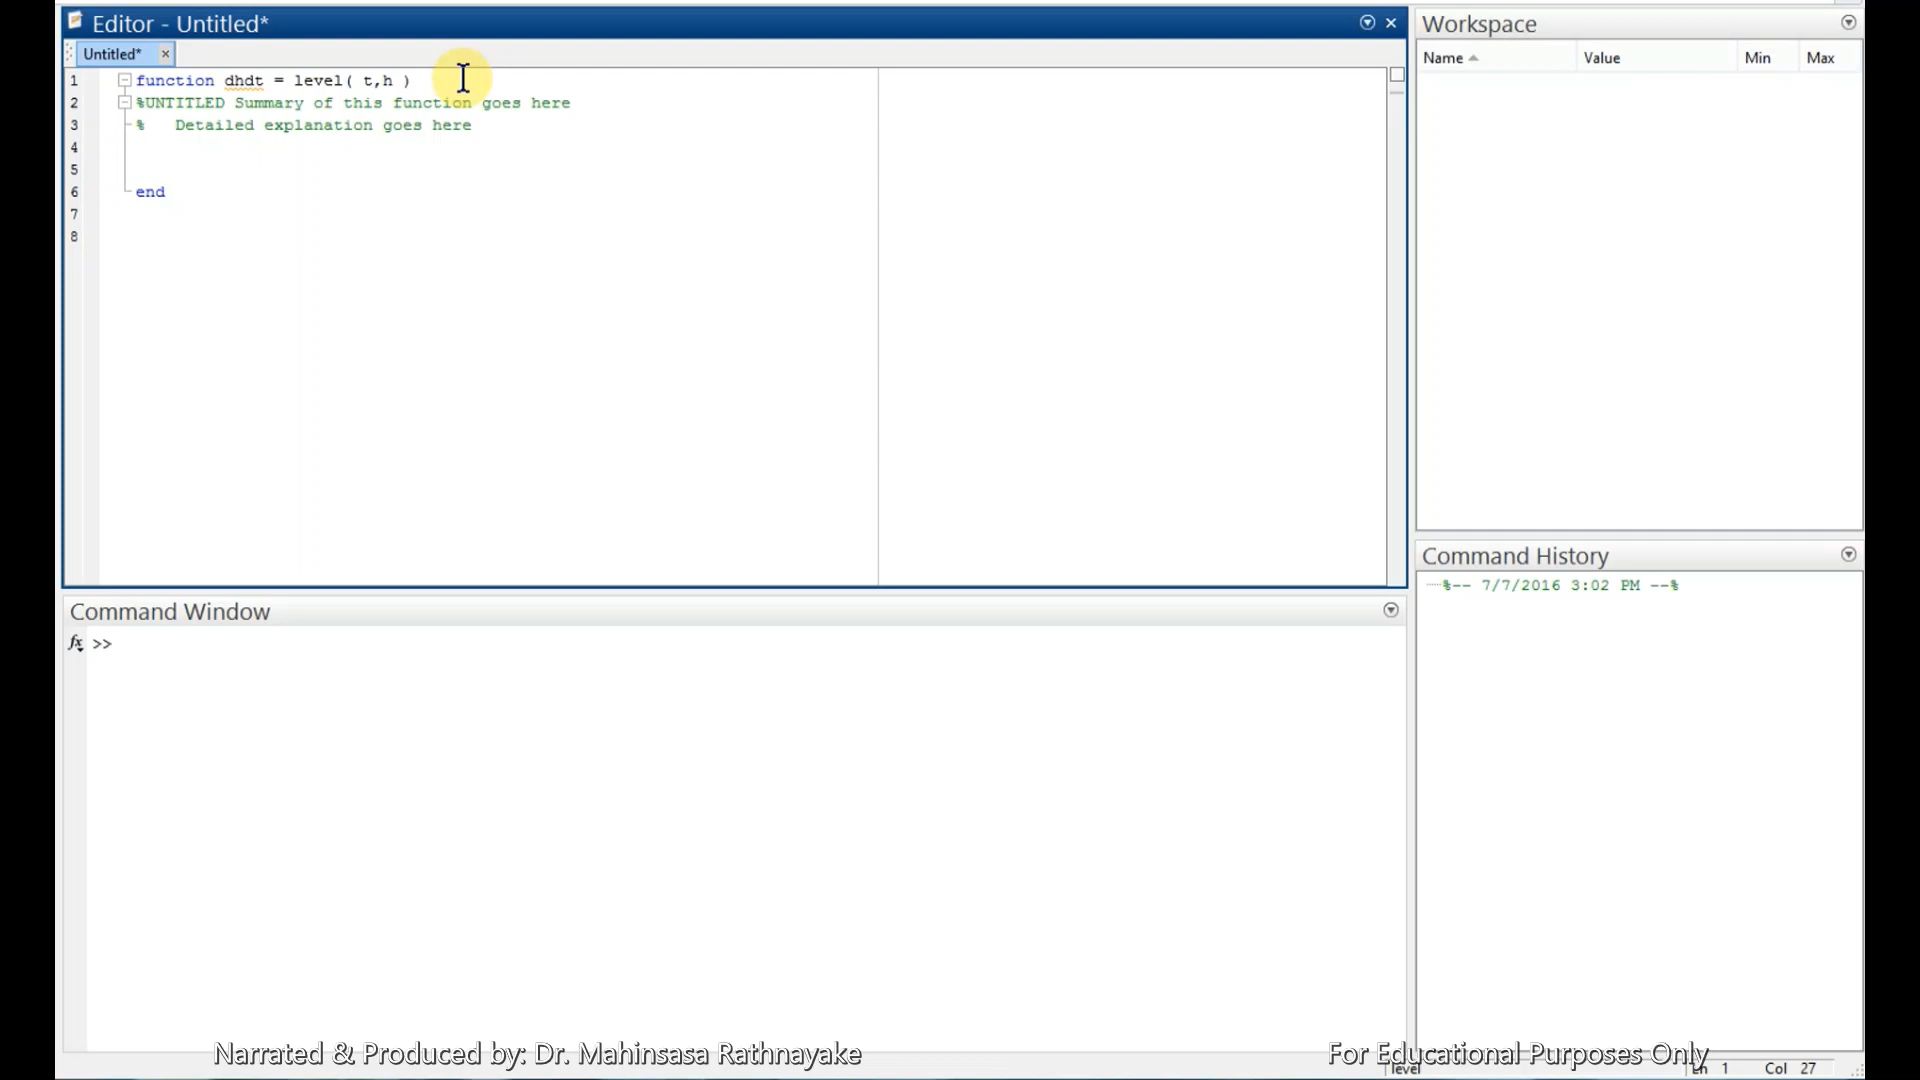 Editor - Untitled*
Untitled*
1 function dhdt = level( t,h )
2 %UNTITLED Summary of this function goes here
3 %   Detailed explanation goes here
4
5
6 end
7
8
Workspace
Name Value Min Max
Command History
%-- 7/7/2016 3:02 PM --%
Command Window
fx >>
Narrated & Produced by: Dr. Mahinsasa Rathnayake
For Educational Purposes Only
level Ln 1 Col 27